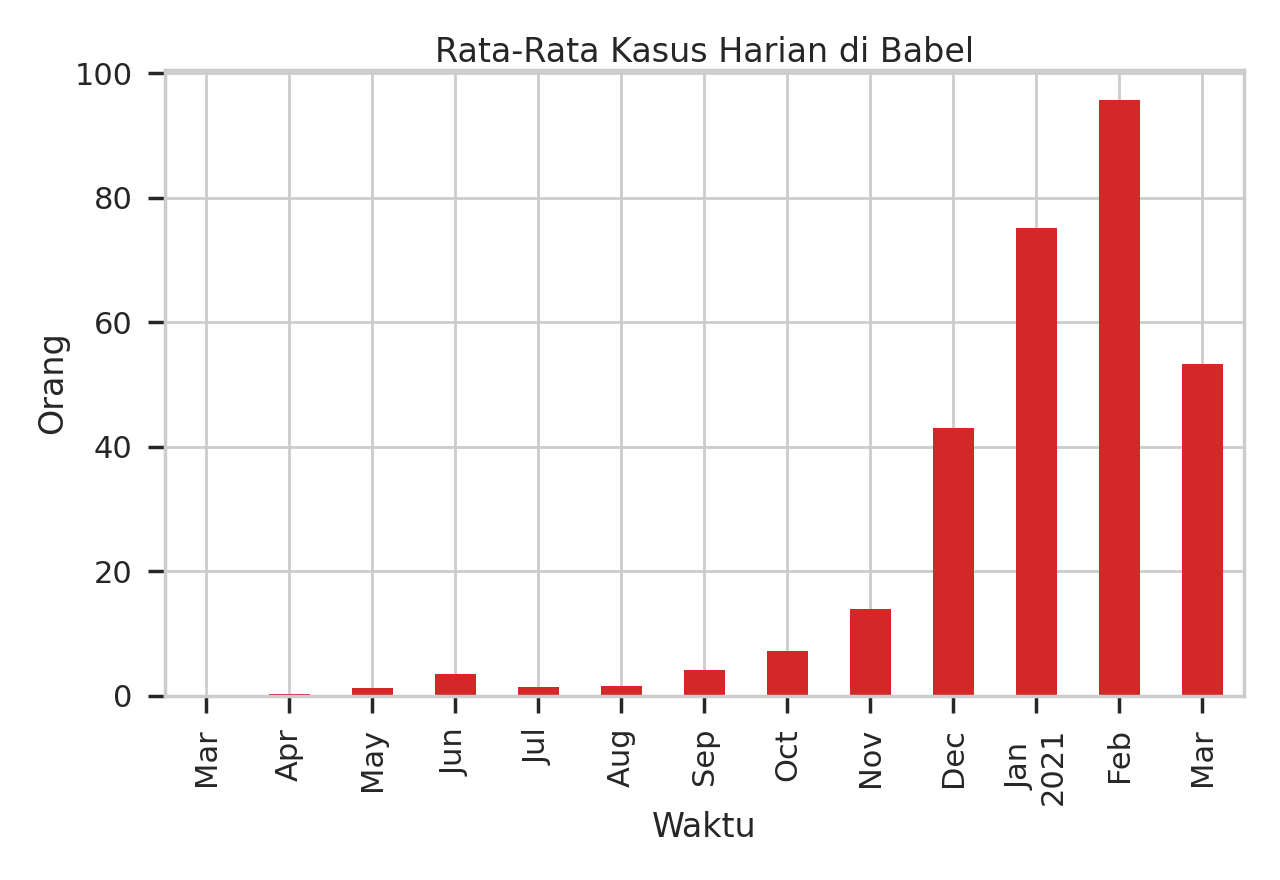 Rata-Rata Kasus Harian di Babel
100
80
60
40
20
0
Orang
Mar
Apr
May
Jun
Jul
Aug
Sep
Oct
Nov
Dec
Jan
2021
Feb
Mar
Waktu